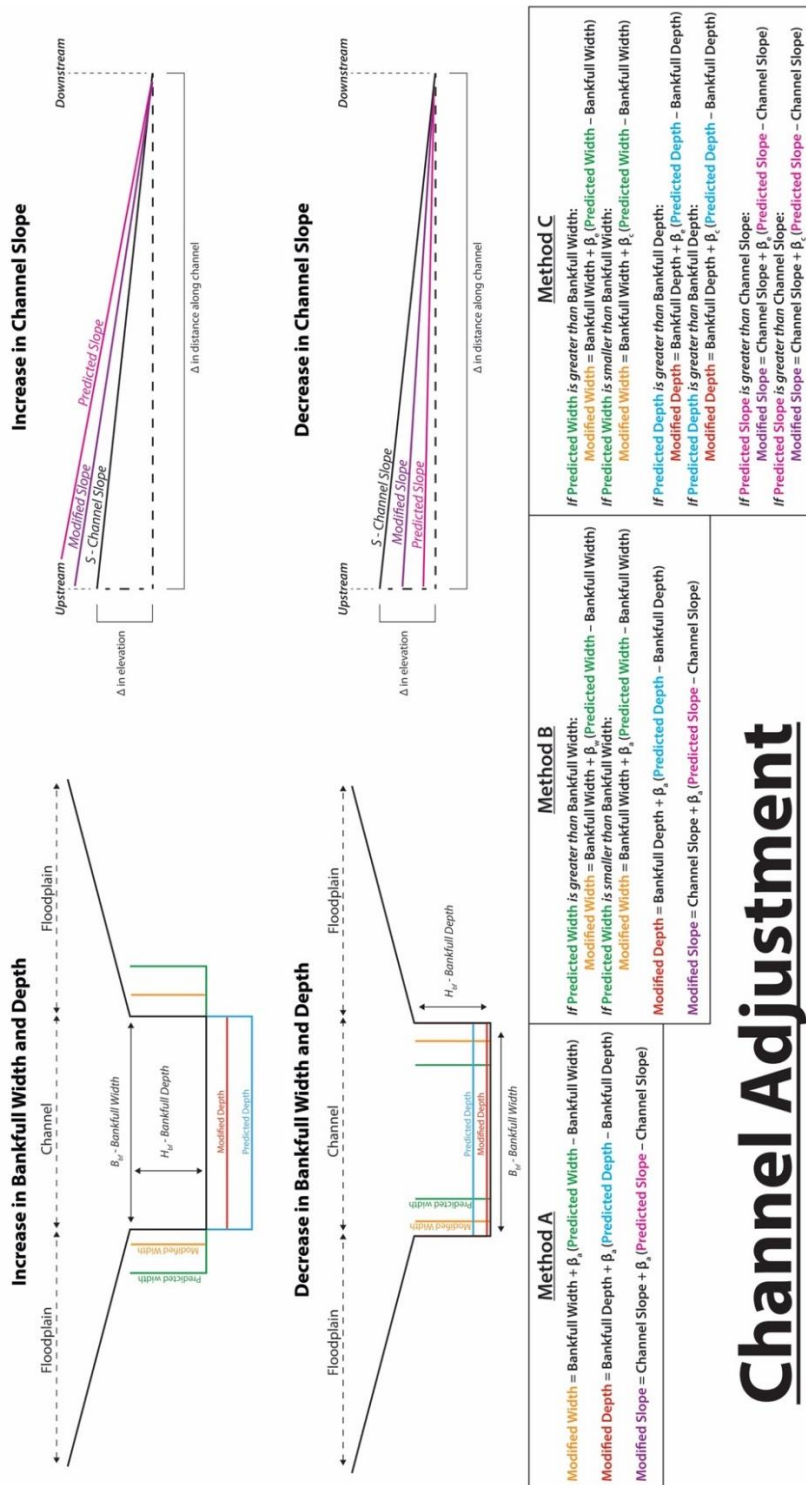 Increase in Bankfull Width and Depth
Floodplain
Channel
Floodplain
B_bf - Bankfull Width
H_bf - Bankfull Depth
Modified Width
Predicted width
Modified Depth
Predicted Depth
Increase in Channel Slope
Upstream
Downstream
Predicted Slope
Modified Slope
S - Channel Slope
Δ in elevation
Δ in distance along channel
Decrease in Bankfull Width and Depth
Floodplain
Channel
Floodplain
H_bf - Bankfull Depth
Predicted Depth
Modified Depth
Predicted width
Modified Width
B_bf - Bankfull Width
Decrease in Channel Slope
Upstream
Downstream
S - Channel Slope
Modified Slope
Predicted Slope
Δ in elevation
Δ in distance along channel
Method A
Modified Width = Bankfull Width + βₐ(Predicted Width – Bankfull Width)
Modified Depth = Bankfull Depth + βₐ(Predicted Depth – Bankfull Depth)
Modified Slope = Channel Slope + βₐ(Predicted Slope – Channel Slope)
Method B
If Predicted Width is greater than Bankfull Width:
Modified Width = Bankfull Width + β_w(Predicted Width – Bankfull Width)
If Predicted Width is smaller than Bankfull Width:
Modified Width = Bankfull Width + βₐ(Predicted Width – Bankfull Width)
Modified Depth = Bankfull Depth + βₐ(Predicted Depth – Bankfull Depth)
Modified Slope = Channel Slope + βₐ(Predicted Slope – Channel Slope)
Method C
If Predicted Width is greater than Bankfull Width:
Modified Width = Bankfull Width + βₑ(Predicted Width – Bankfull Width)
If Predicted Width is smaller than Bankfull Width:
Modified Width = Bankfull Width + β_c(Predicted Width – Bankfull Width)
If Predicted Depth is greater than Bankfull Depth:
Modified Depth = Bankfull Depth + βₑ(Predicted Depth – Bankfull Depth)
If Predicted Depth is greater than Bankfull Depth:
Modified Depth = Bankfull Depth + β_c(Predicted Depth – Bankfull Depth)
If Predicted Slope is greater than Channel Slope:
Modified Slope = Channel Slope + βₑ(Predicted Slope – Channel Slope)
If Predicted Slope is greater than Channel Slope:
Modified Slope = Channel Slope + β_c(Predicted Slope – Channel Slope)
Channel Adjustment